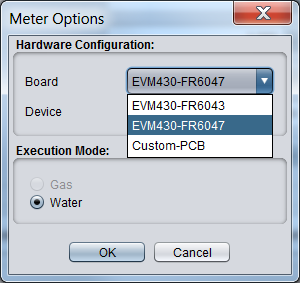 Meter Options
Hardware Configuration:
Board EVM430-FR6047
EVM430-FR6043
Device EVM430-FR6047
Custom-PCB
Execution Mode:
Gas
Water
OK Cancel